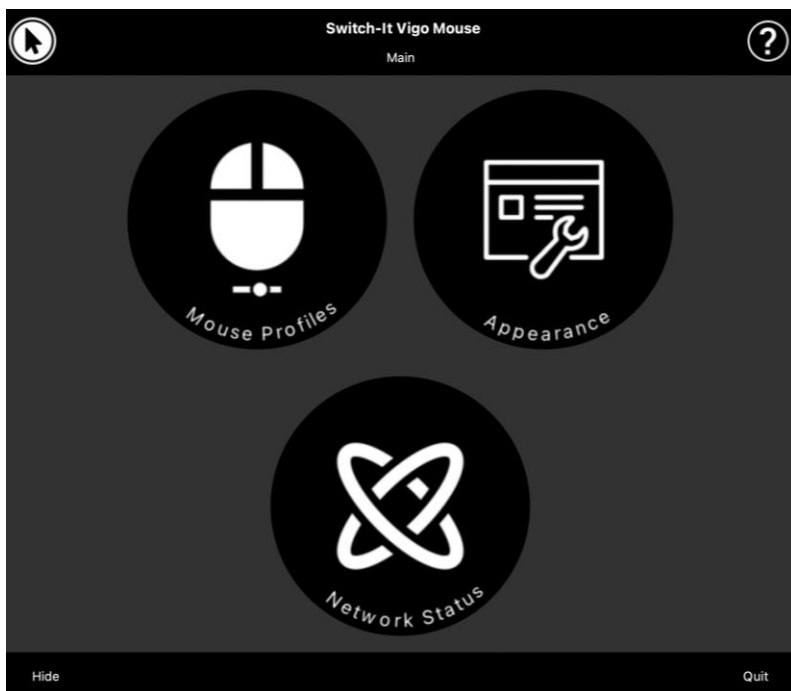 Switch-It Vigo Mouse
Main
?
Mouse Profiles
Appearance
Network Status
Hide
Quit